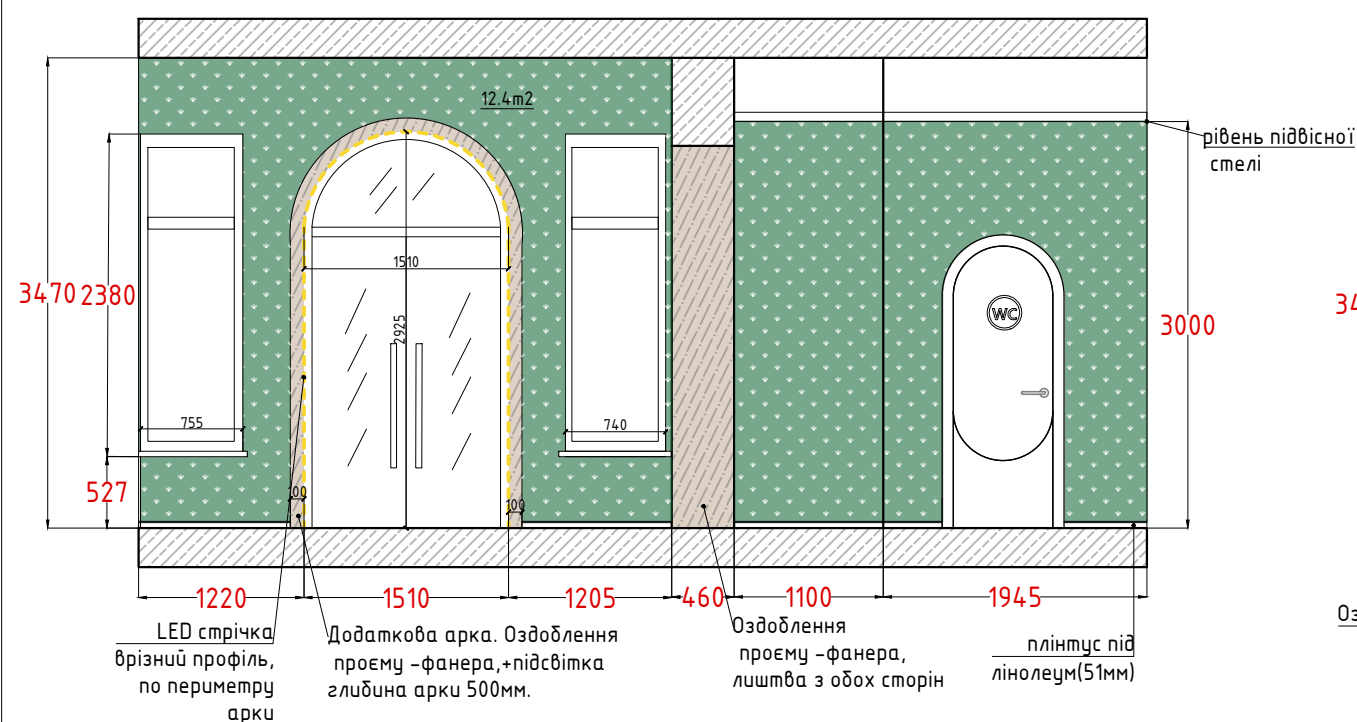 12.4m2
рівень підвісної
стелі
1510
3470
2380
34
2925
WC
3000
755
740
527
100
100
1220
1510
1205
460
1100
1945
LED стрічка
врізний профіль,
по периметру
арки
Додаткова арка. Оздоблення
проєму -фанера,+підсвітка
глибина арки 500мм.
Оздоблення
проєму -фанера,
лиштва з обох сторін
плінтус під
лінолеум(51мм)
Оз